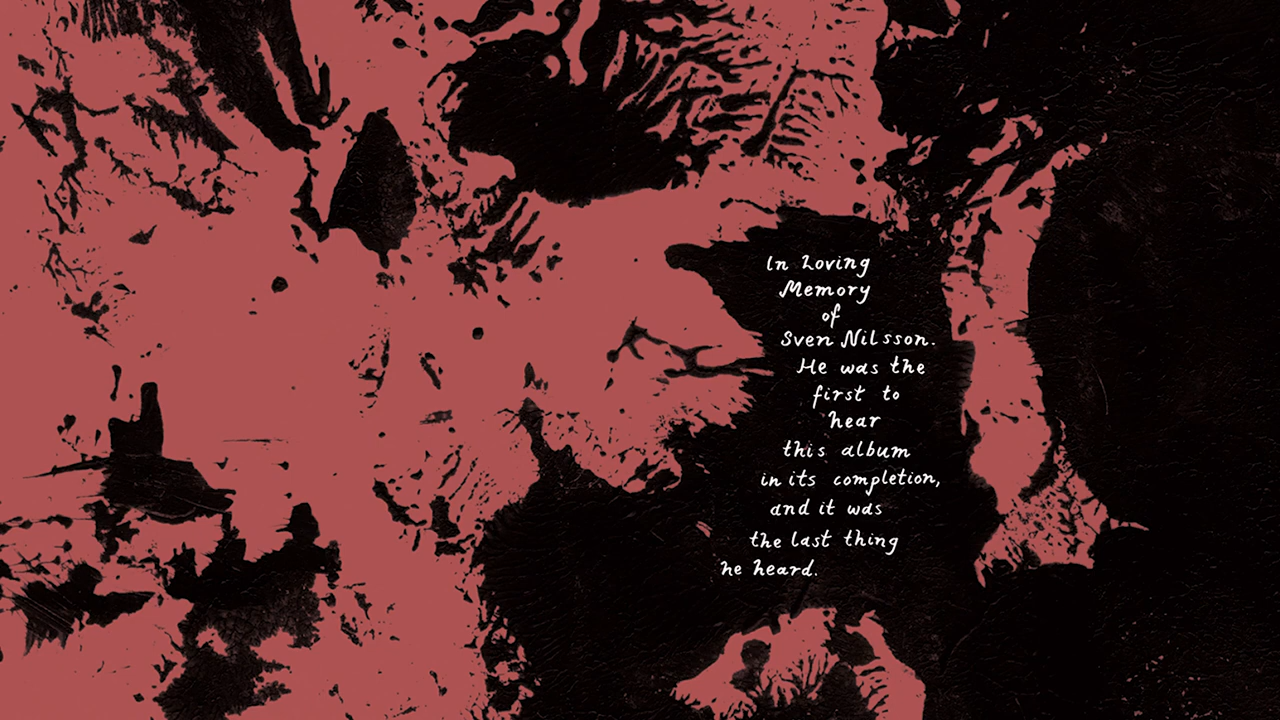 In Loving
Memory
of
Sven Nilsson.
He was the
first to
hear
this album
in its completion,
and it was
the last thing
he heard.